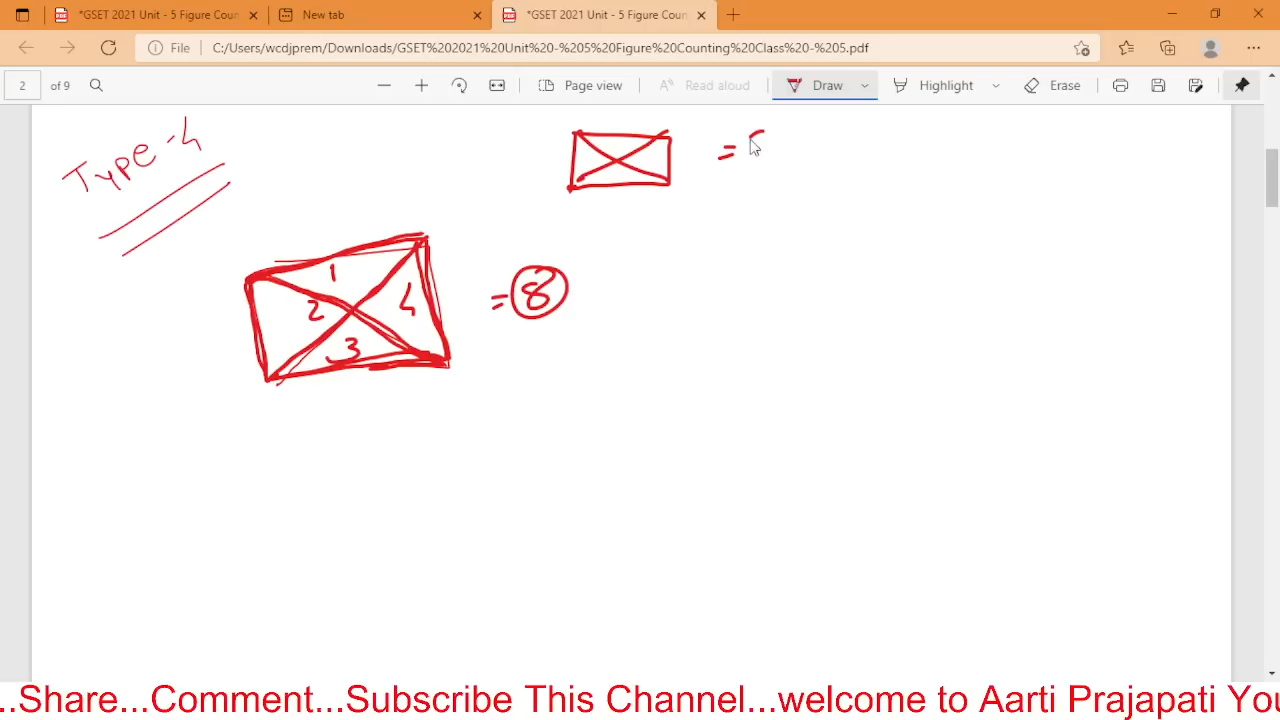 *GSET 2021 Unit - 5 Figure Coun
New tab
*GSET 2021 Unit - 5 Figure Coun
File
C:/Users/wcdjprem/Downloads/GSET%202021%20Unit%20-%205%20Figure%20Counting%20Class%20-%205.pdf
2
of 9
Page view
Read aloud
Draw
Highlight
Erase
Type-4
=
1
2
4
3
= 8
...Share...Comment...Subscribe This Channel...welcome to Aarti Prajapati You